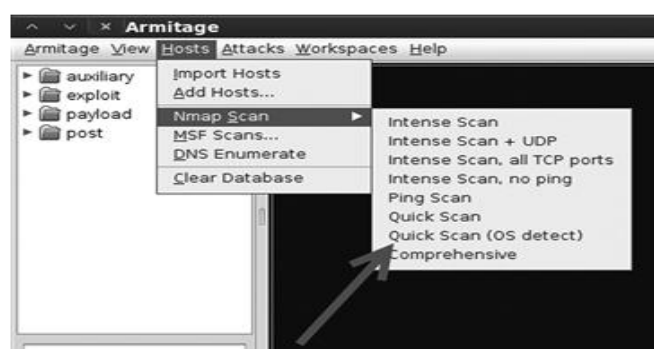 Armitage
Armitage View Hosts Attacks Workspaces Help
auxiliary
exploit
payload
post
Import Hosts
Add Hosts...
Nmap Scan
MSF Scans...
DNS Enumerate
Clear Database
Intense Scan
Intense Scan + UDP
Intense Scan, all TCP ports
Intense Scan, no ping
Ping Scan
Quick Scan
Quick Scan (OS detect)
Comprehensive